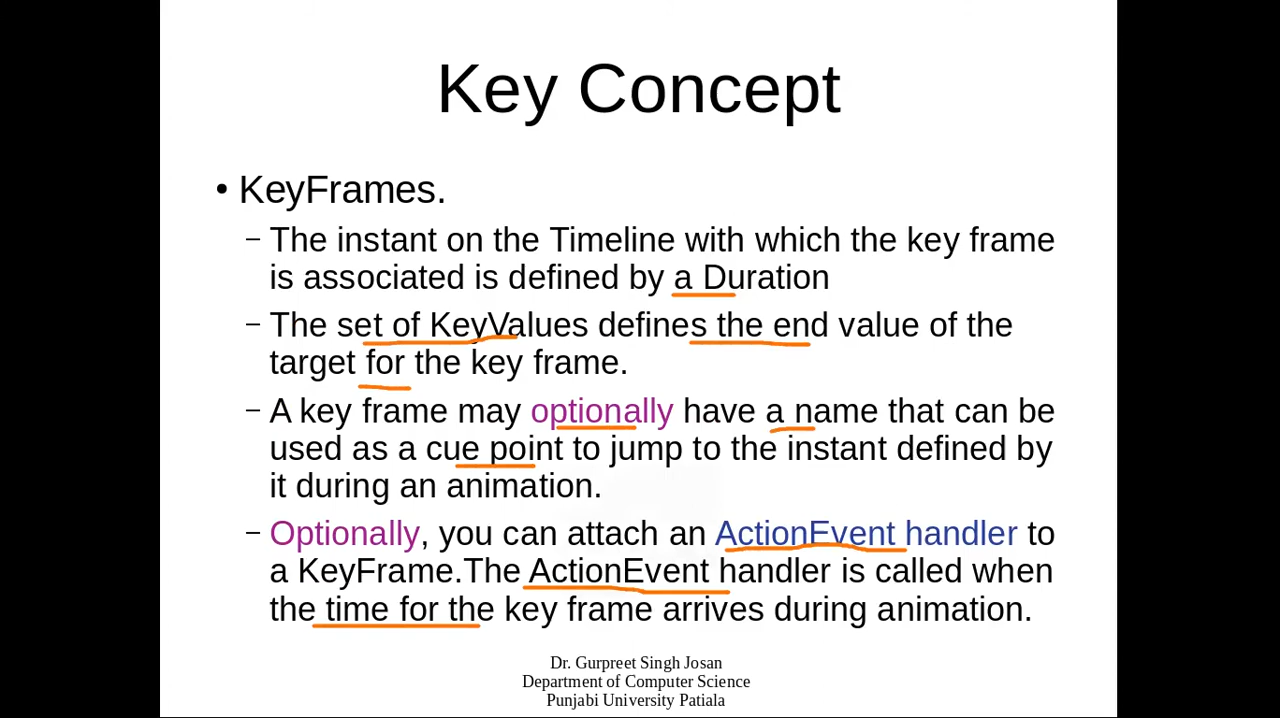 Key Concept
• KeyFrames.
– The instant on the Timeline with which the key frame
is associated is defined by a Duration
– The set of KeyValues defines the end value of the
target for the key frame.
– A key frame may optionally have a name that can be
used as a cue point to jump to the instant defined by
it during an animation.
– Optionally, you can attach an ActionEvent handler to
a KeyFrame.The ActionEvent handler is called when
the time for the key frame arrives during animation.
Dr. Gurpreet Singh Josan
Department of Computer Science
Punjabi University Patiala